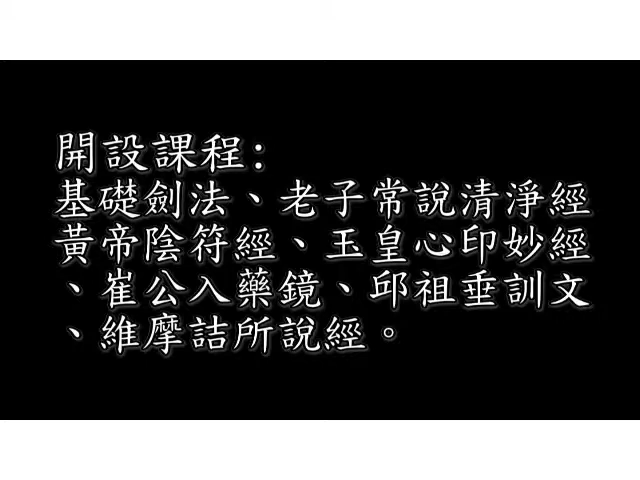 開設課程:
基礎劍法、老子常說清淨經
黃帝陰符經、玉皇心印妙經
、崔公入藥鏡、邱祖垂訓文
、維摩詰所說經。